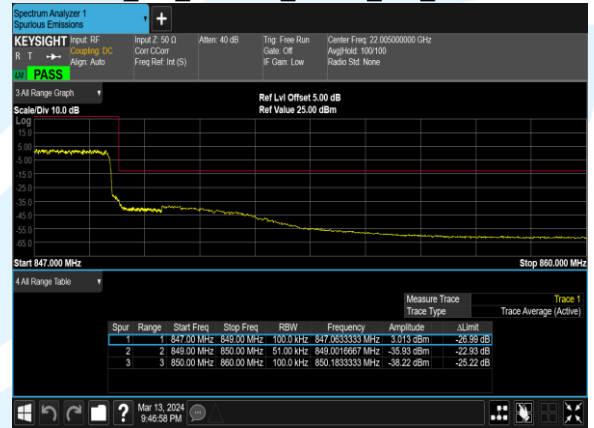 Spectrum Analyzer 1
Spurious Emissions
+
KEYSIGHT Input: RF Input Z: 50 Ω Atten: 40 dB Trig: Free Run Center Freq: 22.005000000 GHz
R T Coupling: DC Corr CCorr Gate: Off Avg|Hold: 100/100
Align: Auto Freq Ref: Int (S) IF Gain: Low Radio Std: None
PASS
3 All Range Graph
Ref Lvl Offset 5.00 dB
Scale/Div 10.0 dB Ref Value 25.00 dBm
Log
15.0
5.00
-5.00
-15.0
-25.0
-35.0
-45.0
-55.0
-65.0
Start 847.000 MHz Stop 860.000 MHz
4 All Range Table
Measure Trace Trace 1
Trace Type Trace Average (Active)
Spur Range Start Freq Stop Freq RBW Frequency Amplitude ΔLimit
1 1 847.00 MHz 849.00 MHz 100.0 kHz 847.0633333 MHz 3.013 dBm -26.99 dB
2 2 849.00 MHz 850.00 MHz 51.00 kHz 849.0016667 MHz -35.93 dBm -22.93 dB
3 3 850.00 MHz 860.00 MHz 100.0 kHz 850.1833333 MHz -38.22 dBm -25.22 dB
? Mar 13, 2024
9:46:58 PM